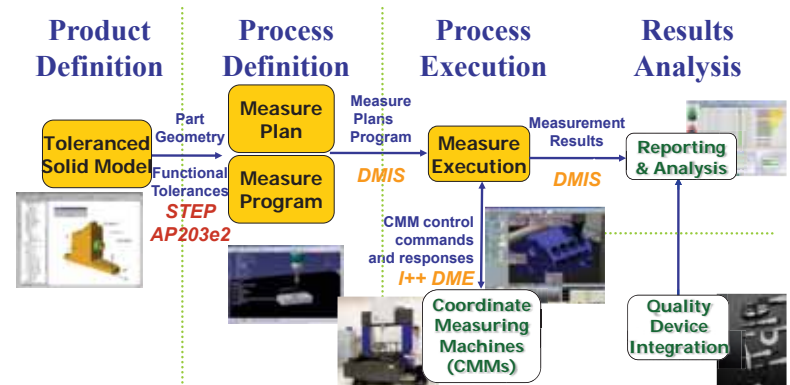 Product
Definition
Process
Definition
Process
Execution
Results
Analysis
Toleranced
Solid Model
Part
Geometry
Functional
Tolerances
STEP
AP203e2
Measure
Plan
Measure
Program
Measure
Plans
Program
DMIS
Measure
Execution
Measurement
Results
DMIS
Reporting
& Analysis
CMM control
commands
and responses
I++ DME
Coordinate
Measuring
Machines
(CMMs)
Quality
Device
Integration